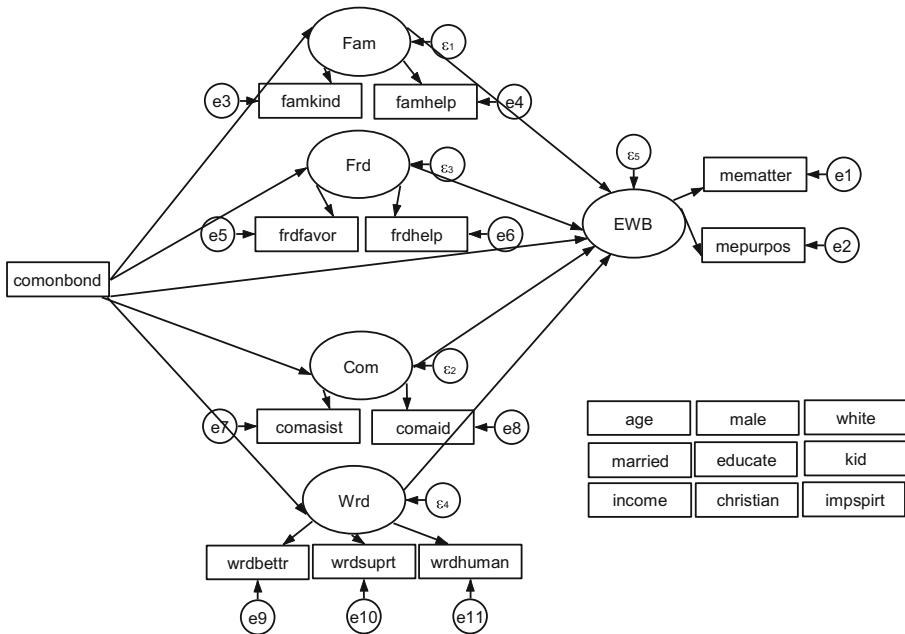 Fam
ε1
e3
famkind
famhelp
e4
Frd
ε3
ε5
mematter
e1
e5
frdfavor
frdhelp
e6
EWB
mepurpos
e2
comonbond
Com
ε2
e7
comasist
comaid
e8
age male white
married educate kid
income christian impspirt
Wrd
ε4
wrdbettr wrdsuprt wrdhuman
e9 e10 e11